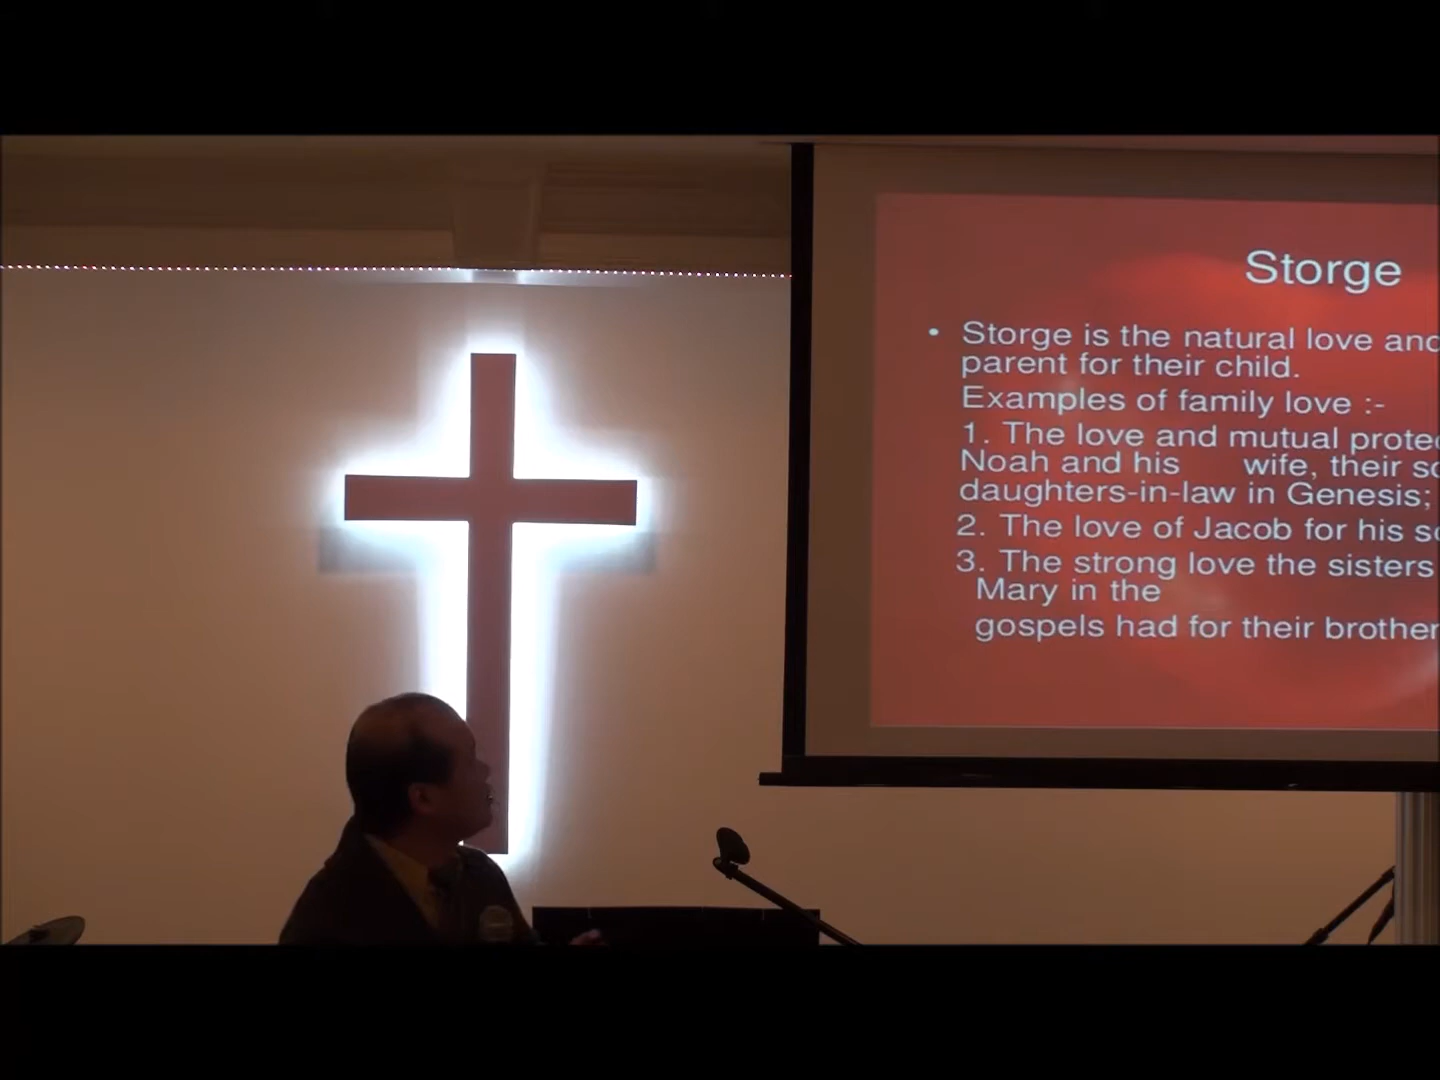 Storge
• Storge is the natural love and
parent for their child.
Examples of family love :-
1. The love and mutual protec
Noah and his wife, their so
daughters-in-law in Genesis;
2. The love of Jacob for his so
3. The strong love the sisters
Mary in the
gospels had for their brother